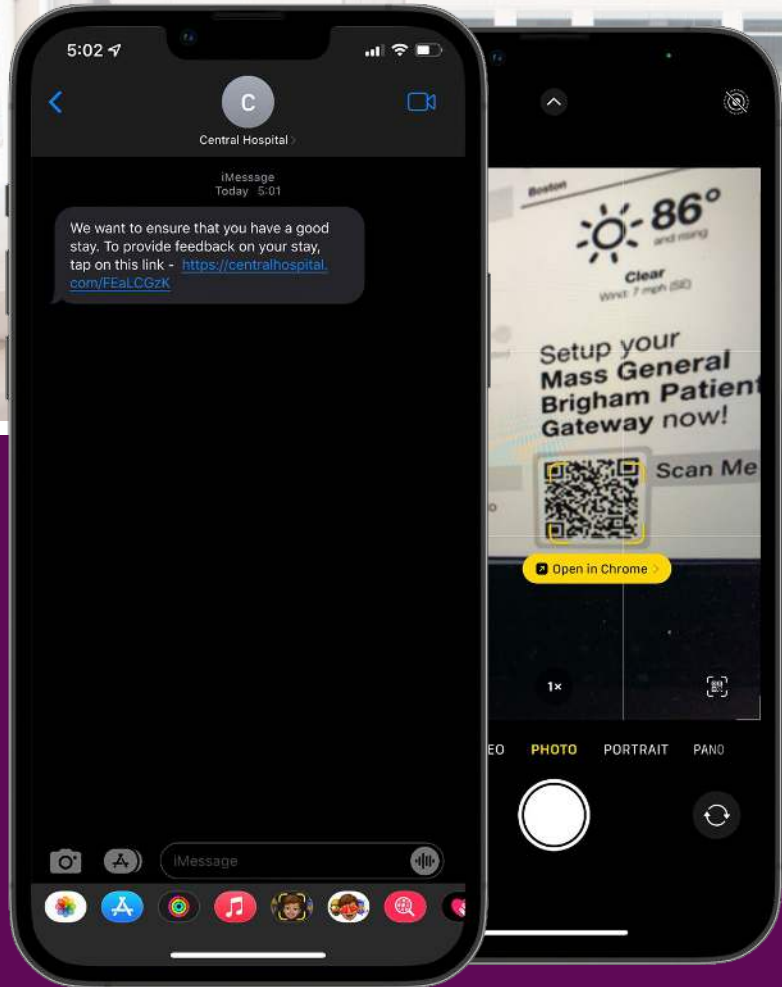 5:02
C
Central Hospital
iMessage
Today 5:01
We want to ensure that you have a good
stay. To provide feedback on your stay,
tap on this link - https://centralhospital.
com/FEaLCGzK
iMessage
Boston
86°
and rising
Clear
Wind: 7 mph (SE)
Setup your
Mass General
Brigham Patient
Gateway now!
Scan Me
Open in Chrome
1×
EO PHOTO PORTRAIT PANO